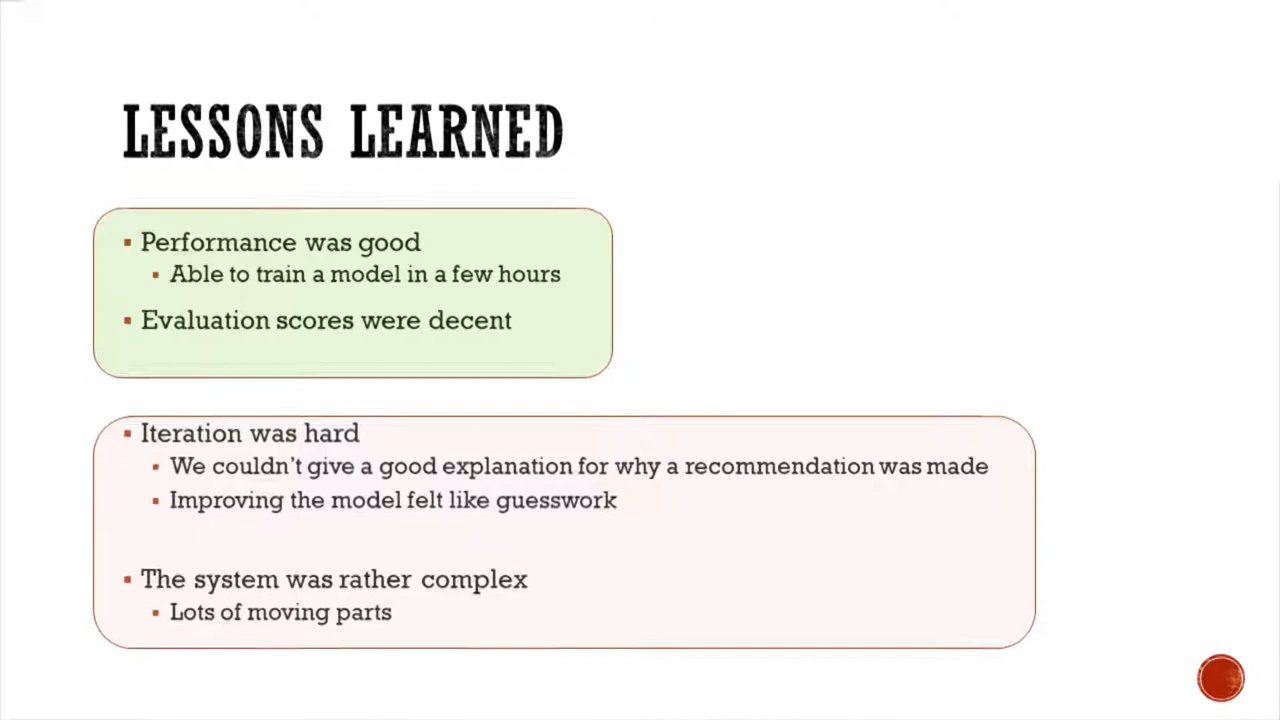 LESSONS LEARNED
▪ Performance was good
▪ Able to train a model in a few hours
▪ Evaluation scores were decent
▪ Iteration was hard
▪ We couldn't give a good explanation for why a recommendation was made
▪ Improving the model felt like guesswork
▪ The system was rather complex
▪ Lots of moving parts